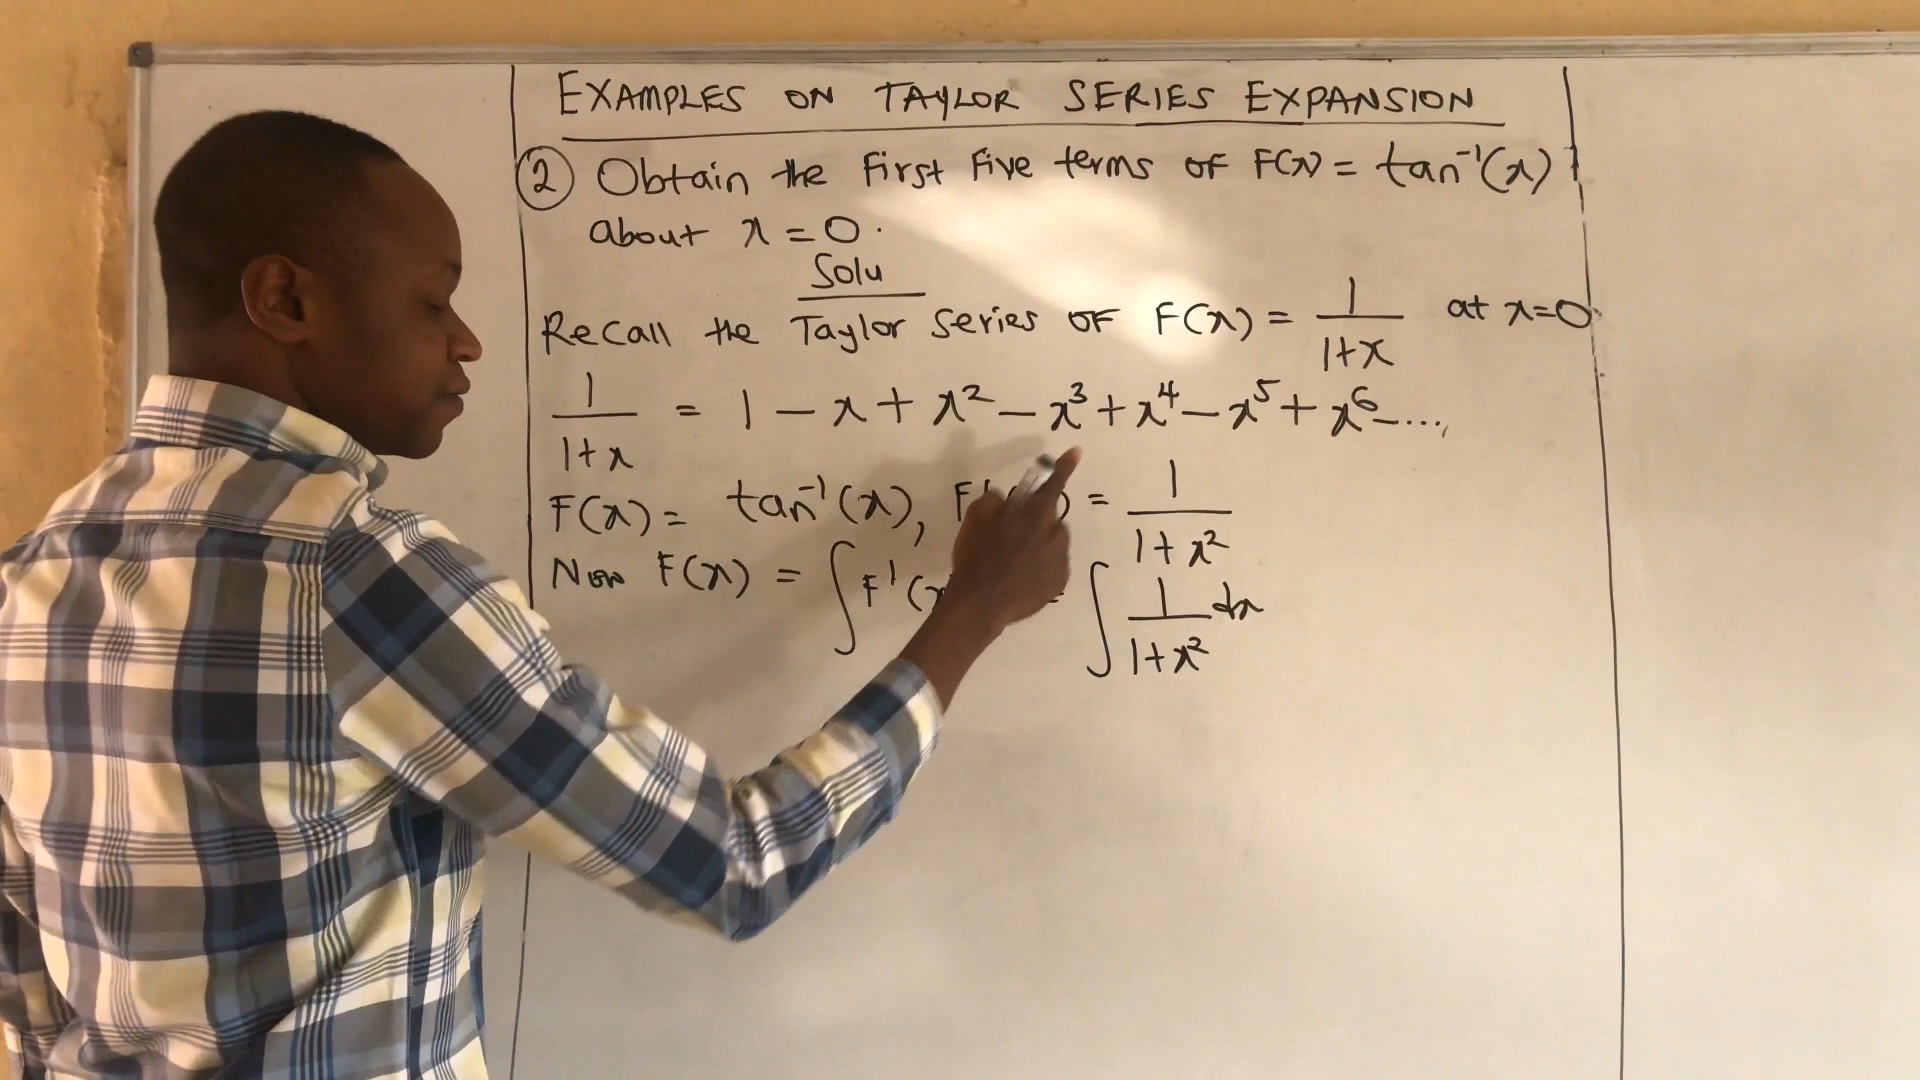 EXAMPLES ON TAYLOR SERIES EXPANSION
② Obtain the First Five terms of F(x) = tan⁻¹(x)
about x = 0.
Solu
Recall the Taylor series of F(x) = 1/(1+x) at x=0.
1/(1+x) = 1 − x + x² − x³ + x⁴ − x⁵ + x⁶ − ....
F(x) = tan⁻¹(x), F' ) = 1/(1+x²)
Now F(x) = ∫ F'(x = ∫ 1/(1+x²) dx